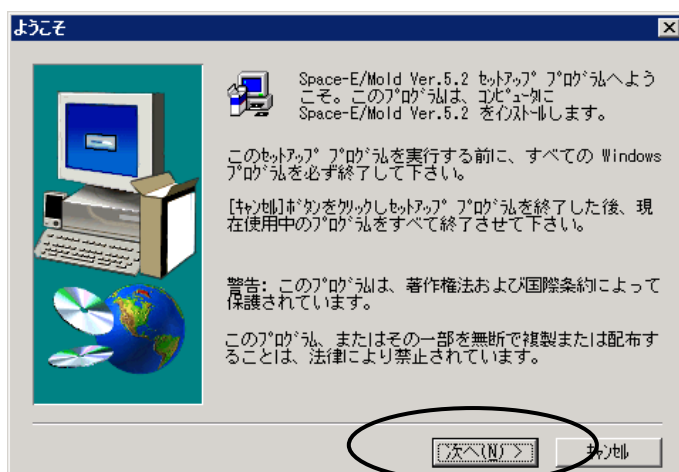 ようこそ
Space-E/Mold Ver.5.2 ｾｯﾄｱｯﾌﾟ ﾌﾟﾛｸﾞﾗﾑへよう
こそ。このﾌﾟﾛｸﾞﾗﾑは、ｺﾝﾋﾟｭｰﾀに
Space-E/Mold Ver.5.2 をｲﾝｽﾄｰﾙします。
このｾｯﾄｱｯﾌﾟ ﾌﾟﾛｸﾞﾗﾑを実行する前に、すべての Windows
ﾌﾟﾛｸﾞﾗﾑを必ず終了して下さい。
[ｷｬﾝｾﾙ]ﾎﾞﾀﾝをｸﾘｯｸしｾｯﾄｱｯﾌﾟ ﾌﾟﾛｸﾞﾗﾑを終了した後、現
在使用中のﾌﾟﾛｸﾞﾗﾑをすべて終了させて下さい。
警告: このﾌﾟﾛｸﾞﾗﾑは、著作権法および国際条約によって
保護されています。
このﾌﾟﾛｸﾞﾗﾑ、またはその一部を無断で複製または配布す
ることは、法律により禁止されています。
次へ(N) >
ｷｬﾝｾﾙ